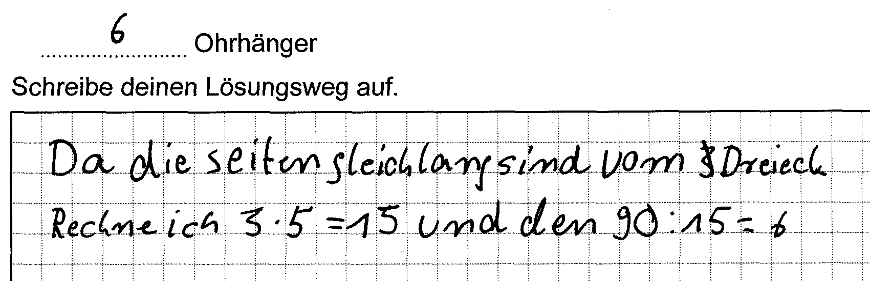 6 Ohrhänger
Schreibe deinen Lösungsweg auf.
Da die seiten gleichlang sind vom Dreieck
Rechne ich 3·5=15 und den 90:15=6